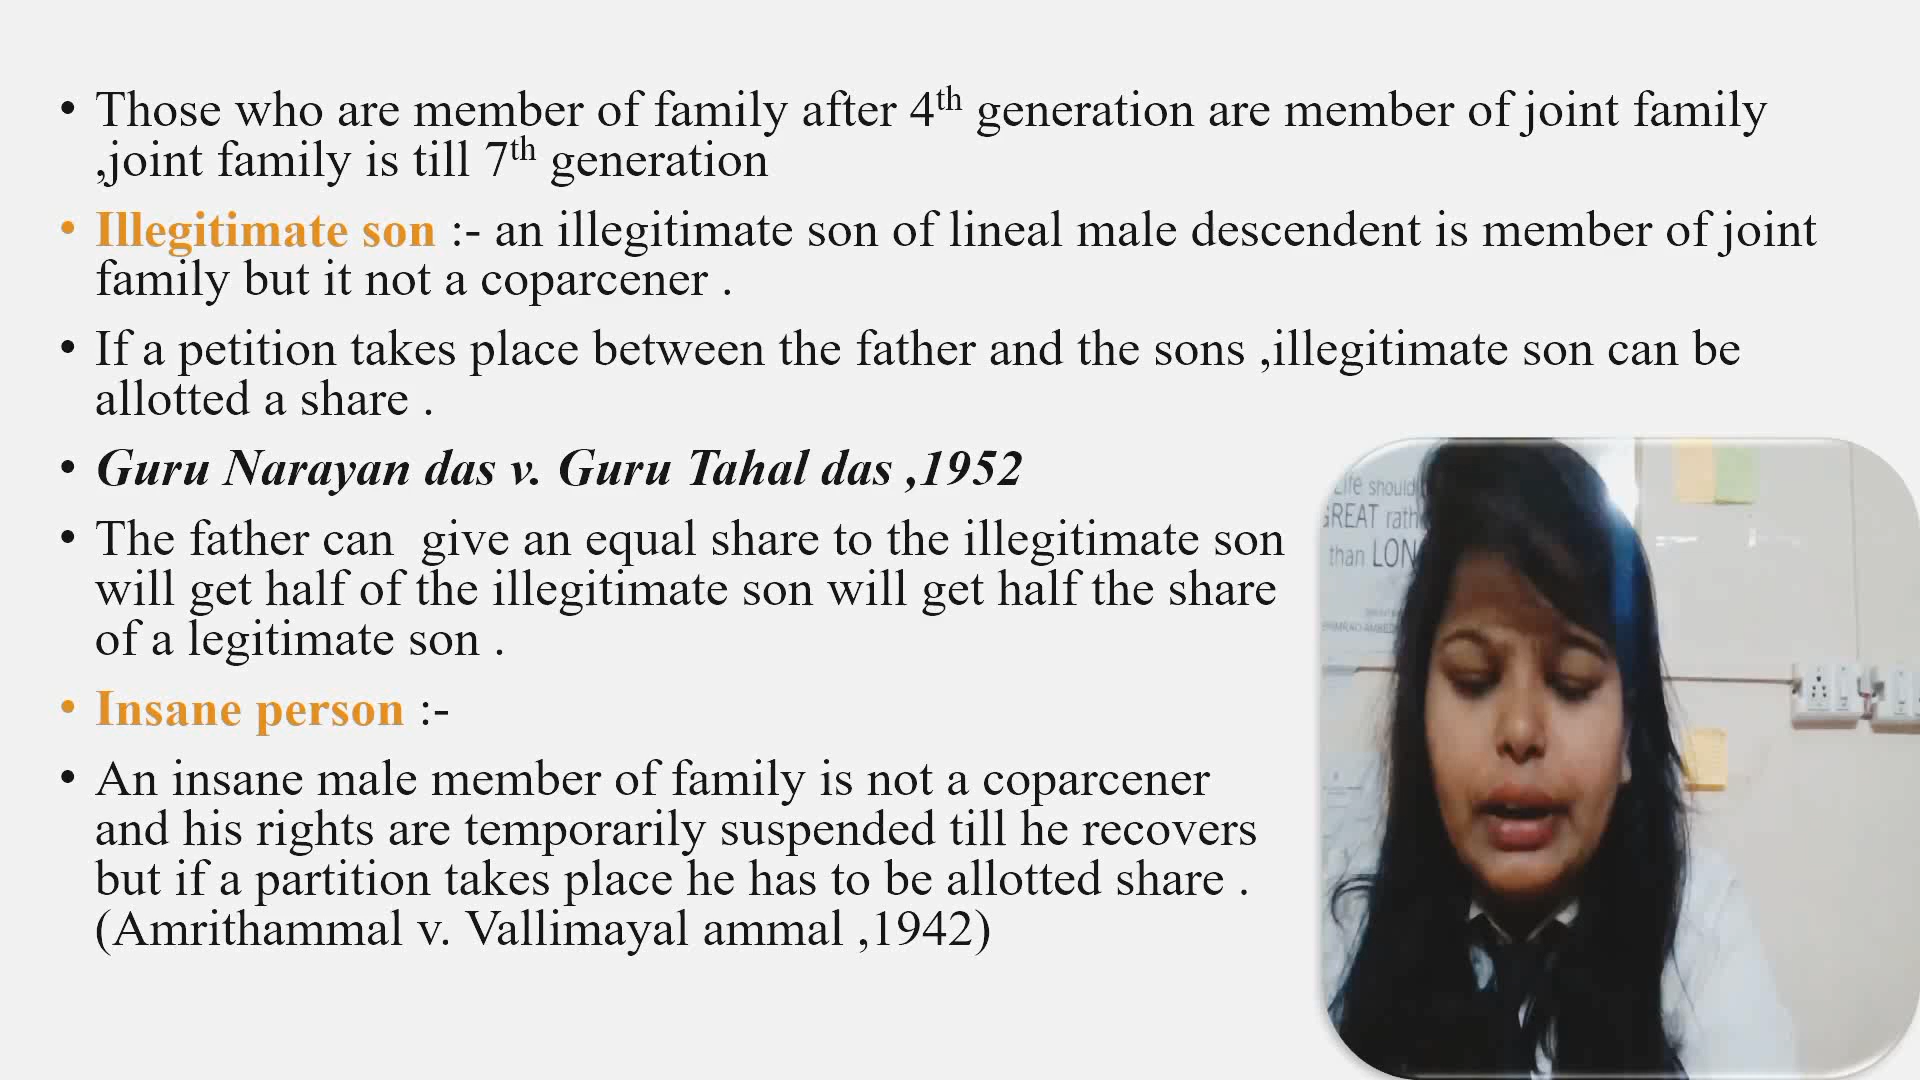 • Those who are member of family after 4th generation are member of joint family
,joint family is till 7th generation
• Illegitimate son :- an illegitimate son of lineal male descendent is member of joint
family but it not a coparcener .
• If a petition takes place between the father and the sons ,illegitimate son can be
allotted a share .
• Guru Narayan das v. Guru Tahal das ,1952
• The father can give an equal share to the illegitimate son
will get half of the illegitimate son will get half the share
of a legitimate son .
• Insane person :-
• An insane male member of family is not a coparcener
and his rights are temporarily suspended till he recovers
but if a partition takes place he has to be allotted share .
(Amrithammal v. Vallimayal ammal ,1942)
Life should
GREAT
than LON